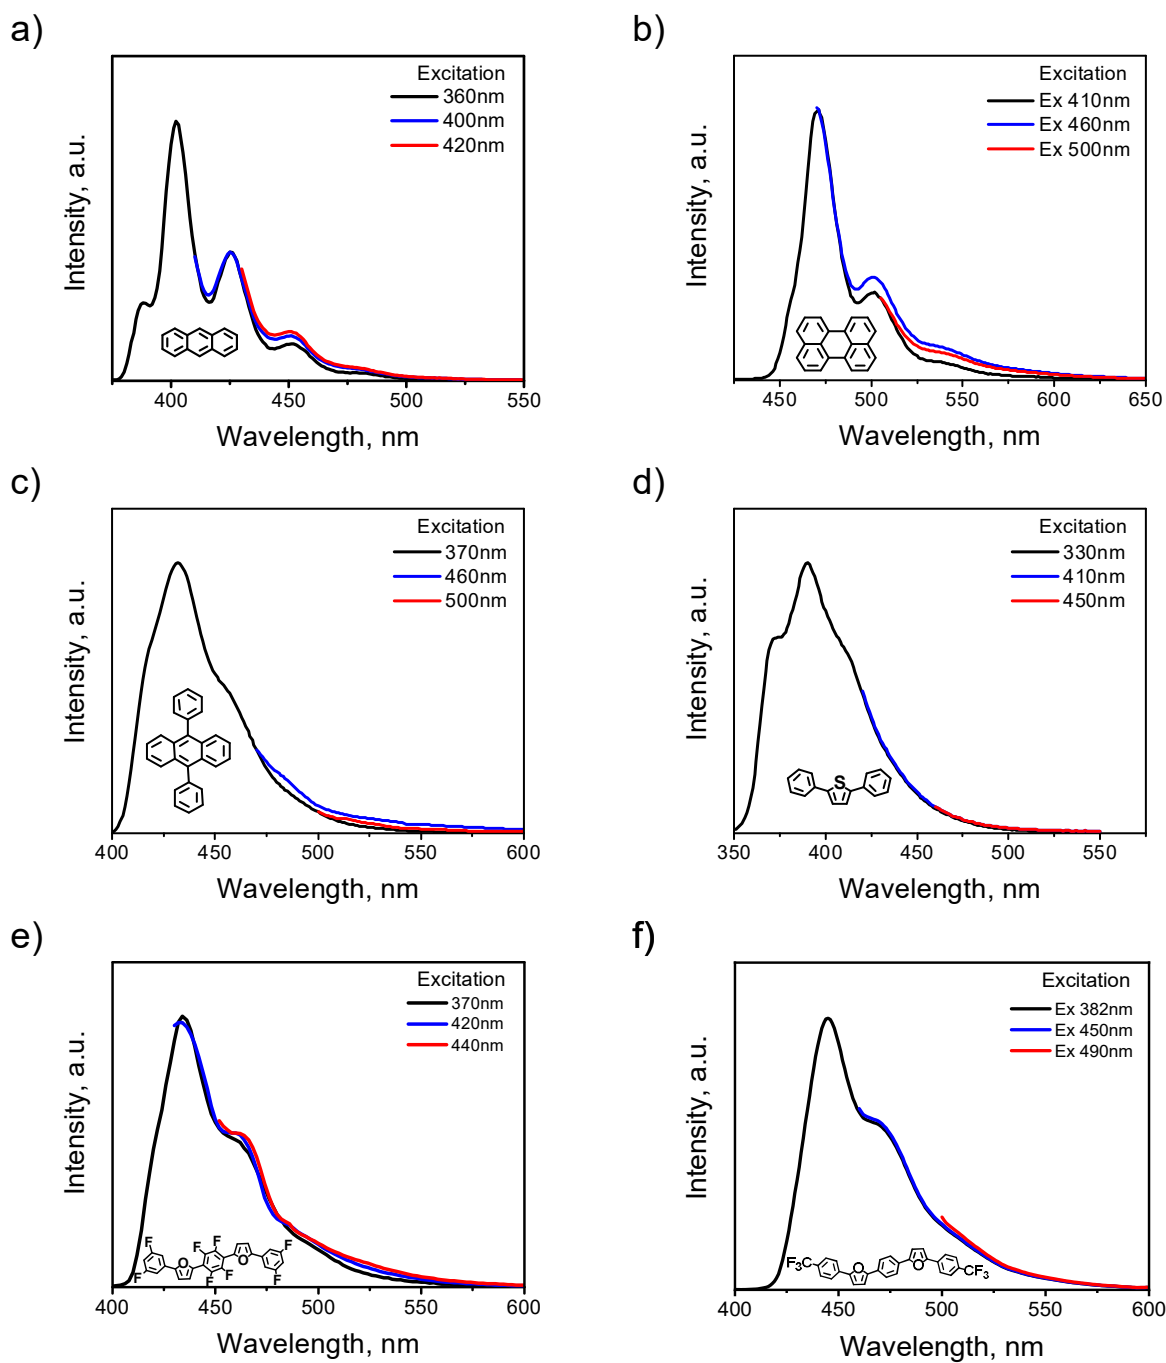 a)
Excitation
360nm
400nm
420nm
Intensity, a.u.
400 450 500 550
Wavelength, nm
b)
Excitation
Ex 410nm
Ex 460nm
Ex 500nm
Intensity, a.u.
450 500 550 600 650
Wavelength, nm
c)
Excitation
370nm
460nm
500nm
Intensity, a.u.
400 450 500 550 600
Wavelength, nm
d)
Excitation
330nm
410nm
450nm
Intensity, a.u.
S
350 400 450 500 550
Wavelength, nm
e)
Excitation
370nm
420nm
440nm
Intensity, a.u.
F F O F F F F O F F
400 450 500 550 600
Wavelength, nm
f)
Excitation
Ex 382nm
Ex 450nm
Ex 490nm
Intensity, a.u.
F3C O O CF3
400 450 500 550 600
Wavelength, nm